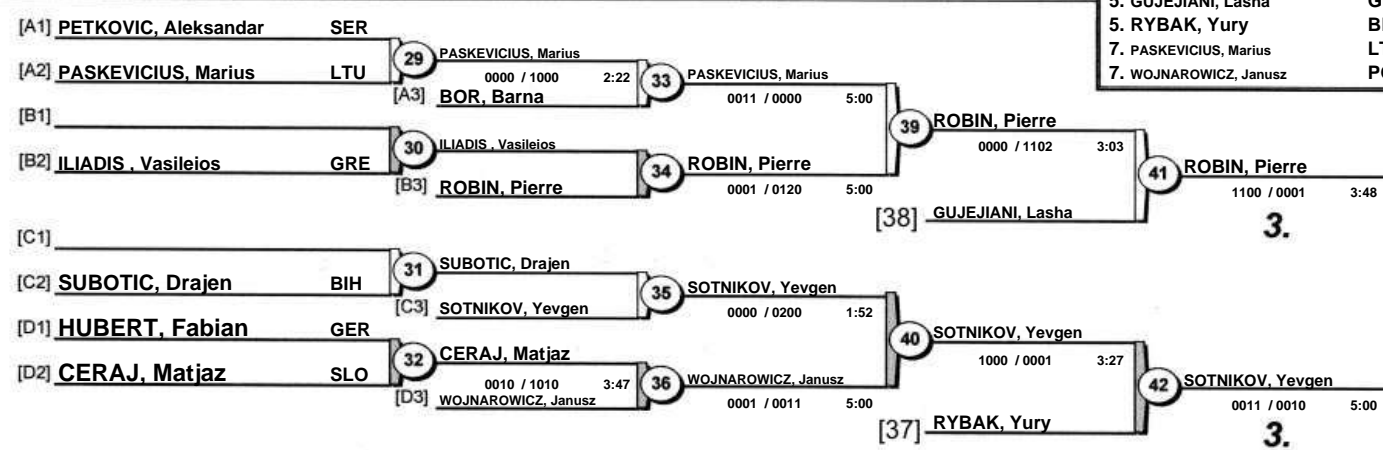 5. GUJEJIANI, Lasha
5. RYBAK, Yury
7. PASKEVICIUS, Marius
7. WOJNAROWICZ, Janusz
[A1] PETKOVIC, Aleksandar SER
[A2] PASKEVICIUS, Marius LTU
29
PASKEVICIUS, Marius
0000 / 1000 2:22
[A3] BOR, Barna
33
PASKEVICIUS, Marius
0011 / 0000 5:00
[B1]
[B2] ILIADIS , Vasileios GRE
30
ILIADIS , Vasileios
[B3] ROBIN, Pierre
34
ROBIN, Pierre
0001 / 0120 5:00
39
ROBIN, Pierre
0000 / 1102 3:03
[38] GUJEJIANI, Lasha
41
ROBIN, Pierre
1100 / 0001 3:48
3.
[C1]
[C2] SUBOTIC, Drajen BIH
31
SUBOTIC, Drajen
[C3] SOTNIKOV, Yevgen
35
SOTNIKOV, Yevgen
0000 / 0200 1:52
[D1] HUBERT, Fabian GER
[D2] CERAJ, Matjaz SLO
32
CERAJ, Matjaz
0010 / 1010 3:47
[D3] WOJNAROWICZ, Janusz
36
WOJNAROWICZ, Janusz
0001 / 0011 5:00
40
SOTNIKOV, Yevgen
1000 / 0001 3:27
[37] RYBAK, Yury
42
SOTNIKOV, Yevgen
0011 / 0010 5:00
3.